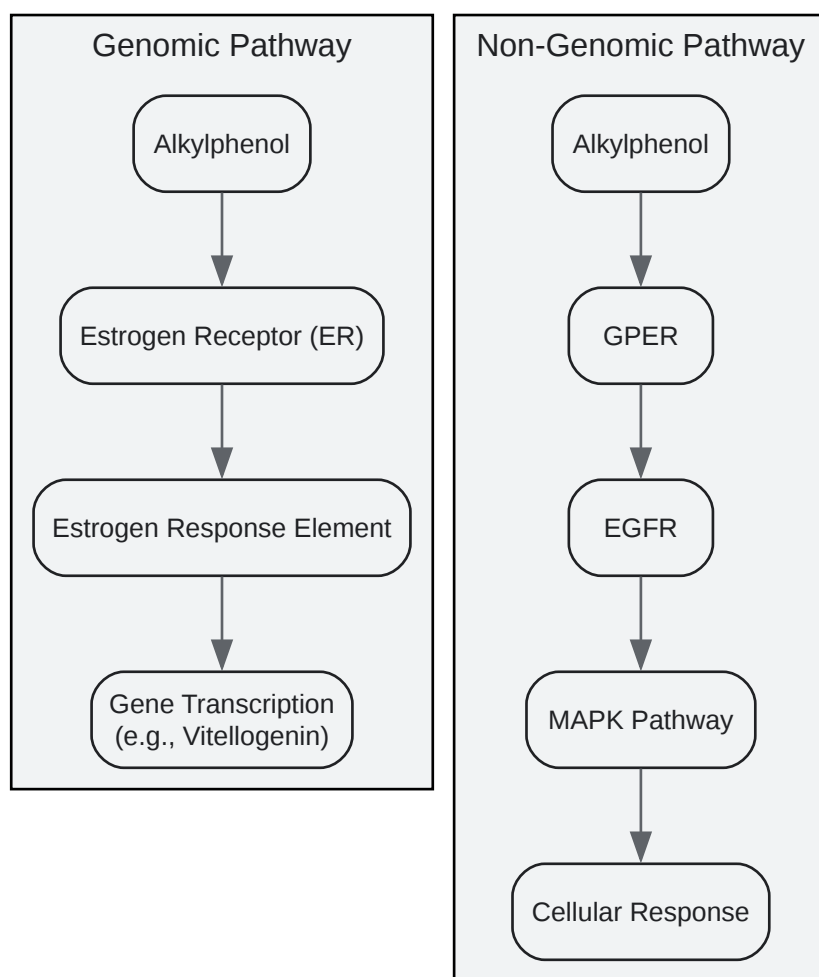 Genomic Pathway
Alkylphenol
Estrogen Receptor (ER)
Estrogen Response Element
Gene Transcription
(e.g., Vitellogenin)
Non-Genomic Pathway
Alkylphenol
GPER
EGFR
MAPK Pathway
Cellular Response